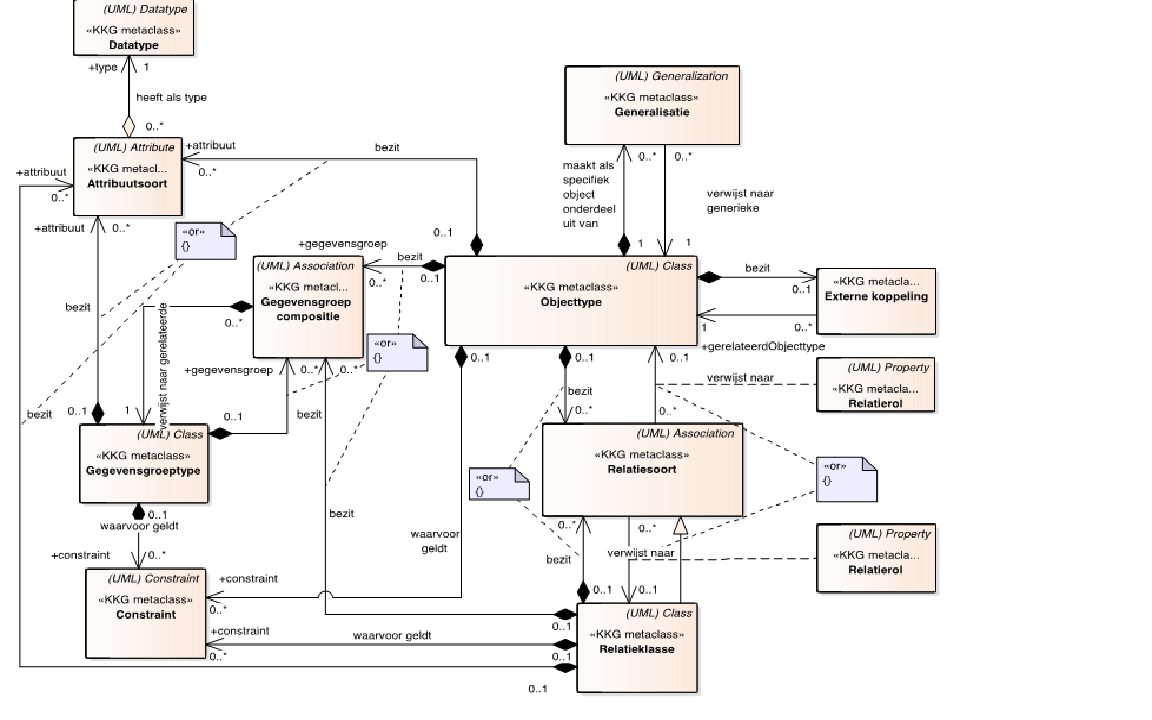 (UML) Datatype
«KKG metaclass»
Datatype
+type
1
heeft als type
0..*
(UML) Attribute
«KKG metacl...
Attribuutsoort
+attribuut
0..*
bezit
+attribuut
0..*
+attribuut
0..*
«or»
{}
(UML) Generalization
«KKG metaclass»
Generalisatie
maakt als
specifiek
object
onderdeel
uit van
0..*
0..*
verwijst naar
generieke
1
1
0..1
+gegevensgroep
bezit
0..*
0..1
(UML) Association
«KKG metacl...
Gegevensgroep
compositie
(UML) Class
«KKG metaclass»
Objecttype
bezit
0..1
«KKG metacla...
Externe koppeling
1
0..*
+gerelateerdObjecttype
bezit
0..*
verwijst naar gerelateerde
«or»
{}
+gegevensgroep
0..*
0..*
0..1
0..1
0..1
(UML) Property
«KKG metacla...
Relatierol
verwijst naar
bezit
0..*
0..*
bezit
0..1
1
0..1
bezit
(UML) Class
«KKG metaclass»
Gegevensgroeptype
(UML) Association
«KKG metaclass»
Relatiesoort
«or»
{}
«or»
{}
0..1
waarvoor geldt
+constraint
0..*
bezit
waarvoor
geldt
0..*
0..*
bezit
verwijst naar
0..1
0..1
(UML) Property
«KKG metacla...
Relatierol
(UML) Constraint
«KKG metaclass»
Constraint
+constraint
0..*
+constraint
0..*
waarvoor geldt
0..1
0..1
0..1
(UML) Class
«KKG metaclass»
Relatieklasse